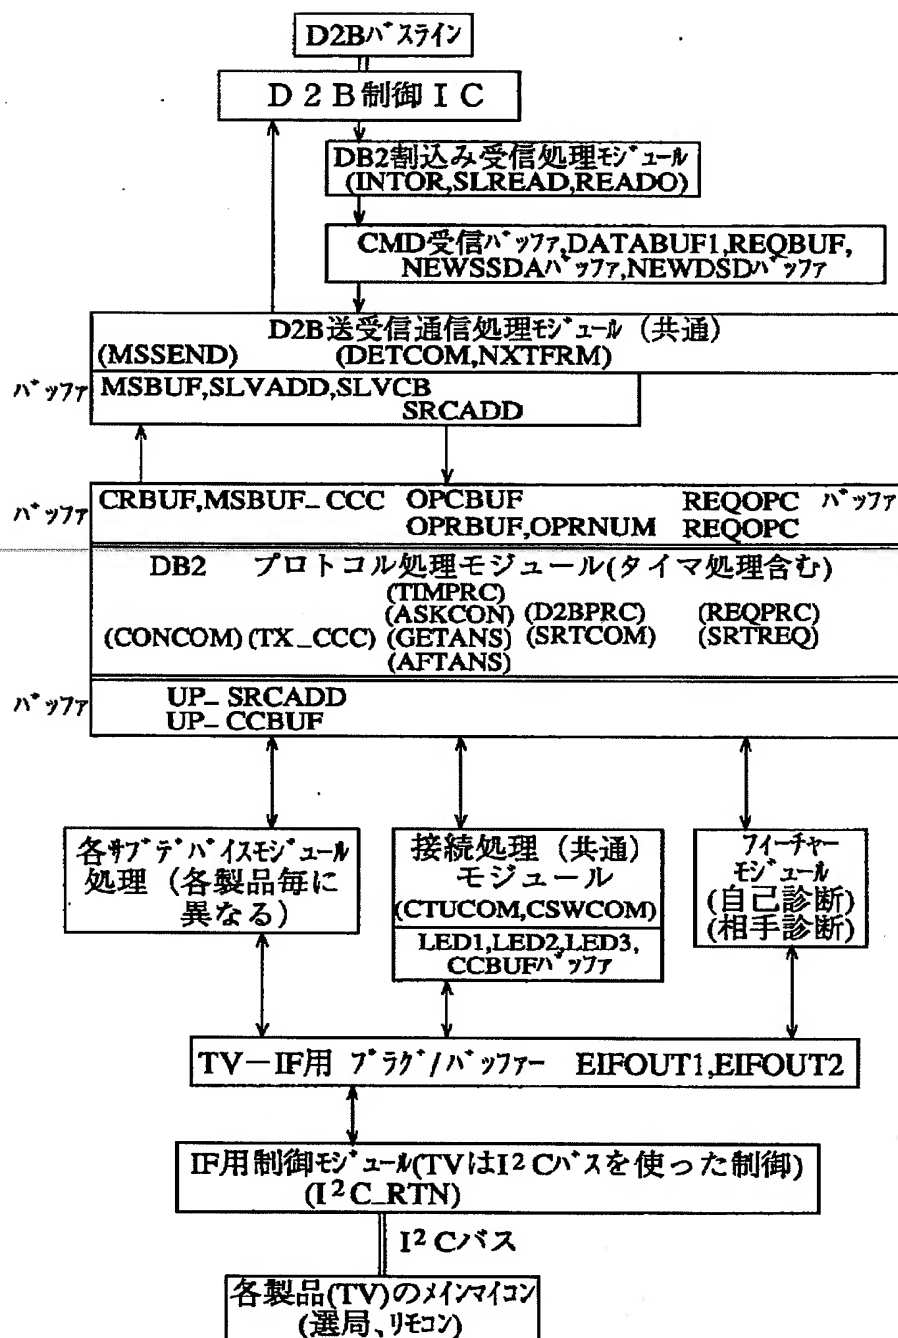 D2Bバスライン
D2B制御IC
DB2割込み受信処理モジュール
(INTOR,SLREAD,READO)
CMD受信バッファ,DATABUF1,REQBUF,
NEWSSDAバッファ,NEWDSDバッファ
D2B送受信通信処理モジュール (共通)
(MSSEND) (DETCOM,NXTFRM)
バッファ MSBUF,SLVADD,SLVCB
SRCADD
バッファ CRBUF,MSBUF_CCC OPCBUF REQOPC バッファ
OPRBUF,OPRNUM REQOPC
DB2 プロトコル処理モジュール(タイマ処理含む)
(TIMPRC)
(ASKCON) (D2BPRC) (REQPRC)
(CONCOM) (TX_CCC) (GETANS) (SRTCOM) (SRTREQ)
(AFTANS)
バッファ UP_SRCADD
UP_CCBUF
各サブデバイスモジュール
処理 (各製品毎に
異なる)
接続処理 (共通)
モジュール
(CTUCOM,CSWCOM)
LED1,LED2,LED3,
CCBUFバッファ
フィーチャー
モジュール
(自己診断)
(相手診断)
TV-IF用 ブラグ/バッファー EIFOUT1,EIFOUT2
IF用制御モジュール(TVはI²Cバスを使った制御)
(I²C_RTN)
I²Cバス
各製品(TV)のメインマイコン
(選局、リモコン)